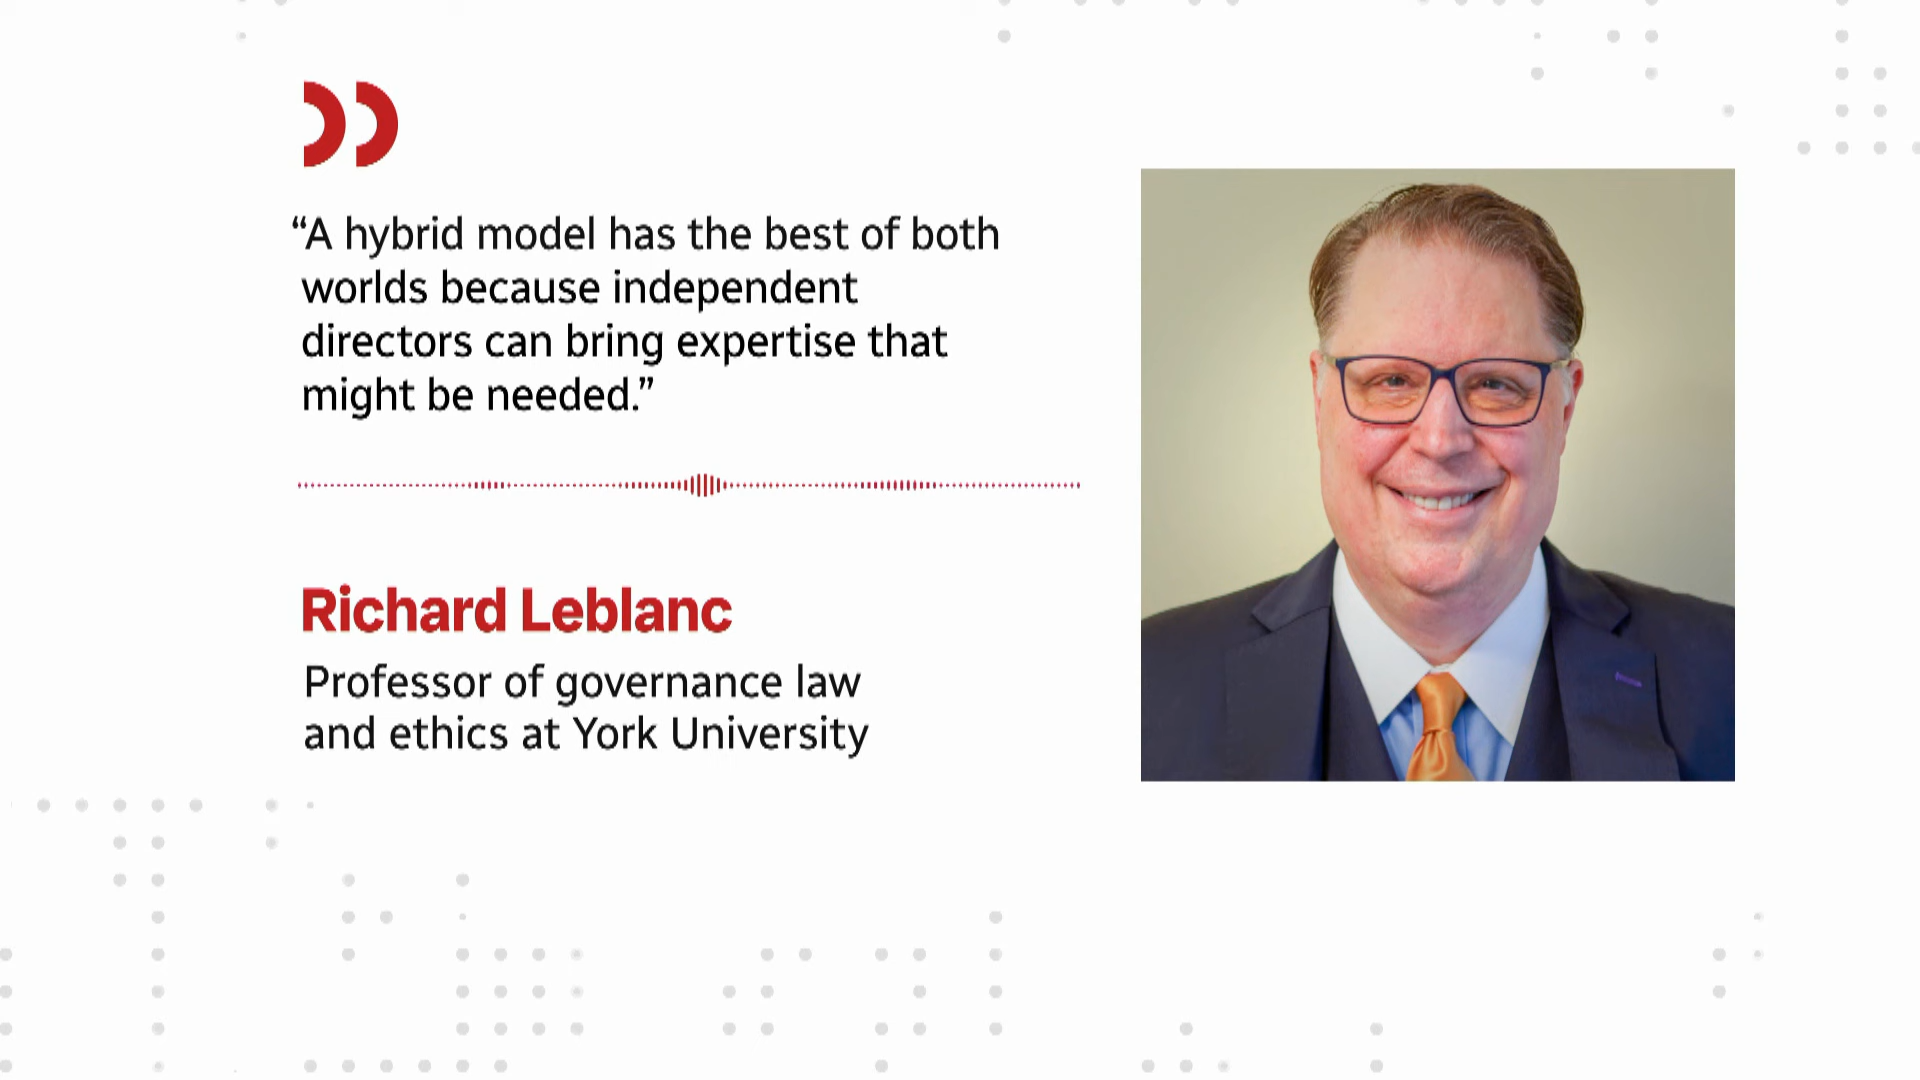 “A hybrid model has the best of both
worlds because independent
directors can bring expertise that
might be needed.”
Richard Leblanc
Professor of governance law
and ethics at York University